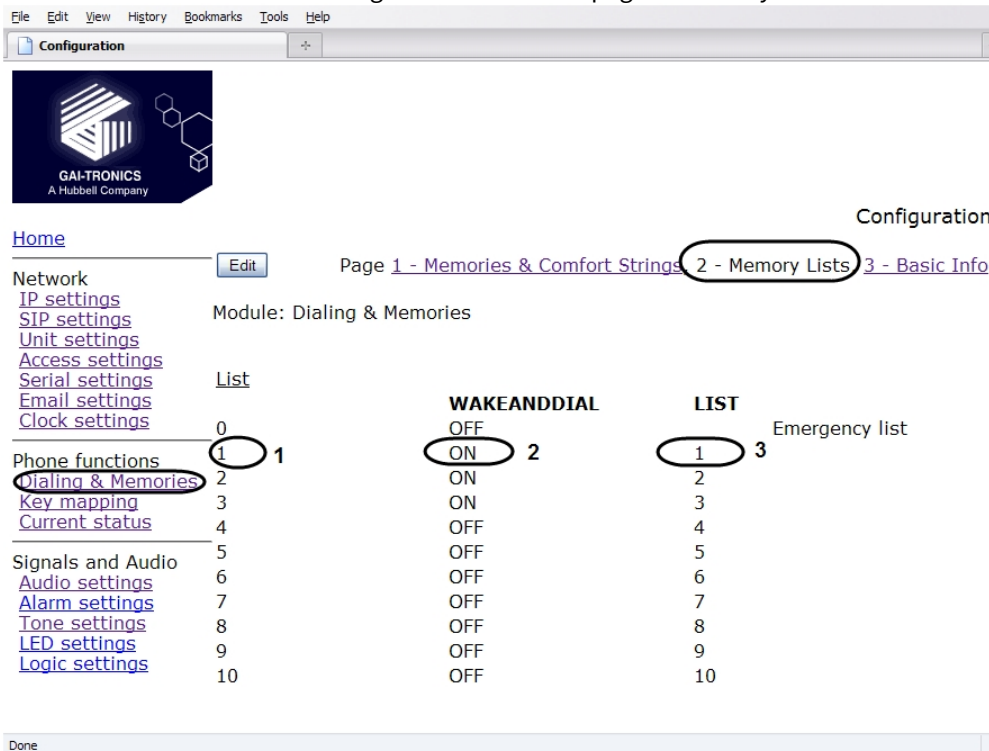 File Edit View History Bookmarks Tools Help
Configuration
GAI-TRONICS
A Hubbell Company
Configuration
Home
Edit Page 1 - Memories & Comfort Strings, 2 - Memory Lists, 3 - Basic Info
Network
IP settings
SIP settings
Unit settings
Access settings
Serial settings
Email settings
Clock settings
Phone functions
Dialing & Memories
Key mapping
Current status
Signals and Audio
Audio settings
Alarm settings
Tone settings
LED settings
Logic settings
Module: Dialing & Memories
List
WAKEANDDIAL LIST
0 OFF Emergency list
1 1 ON 2 1 3
2 ON 2
3 ON 3
4 OFF 4
5 OFF 5
6 OFF 6
7 OFF 7
8 OFF 8
9 OFF 9
10 OFF 10
Done